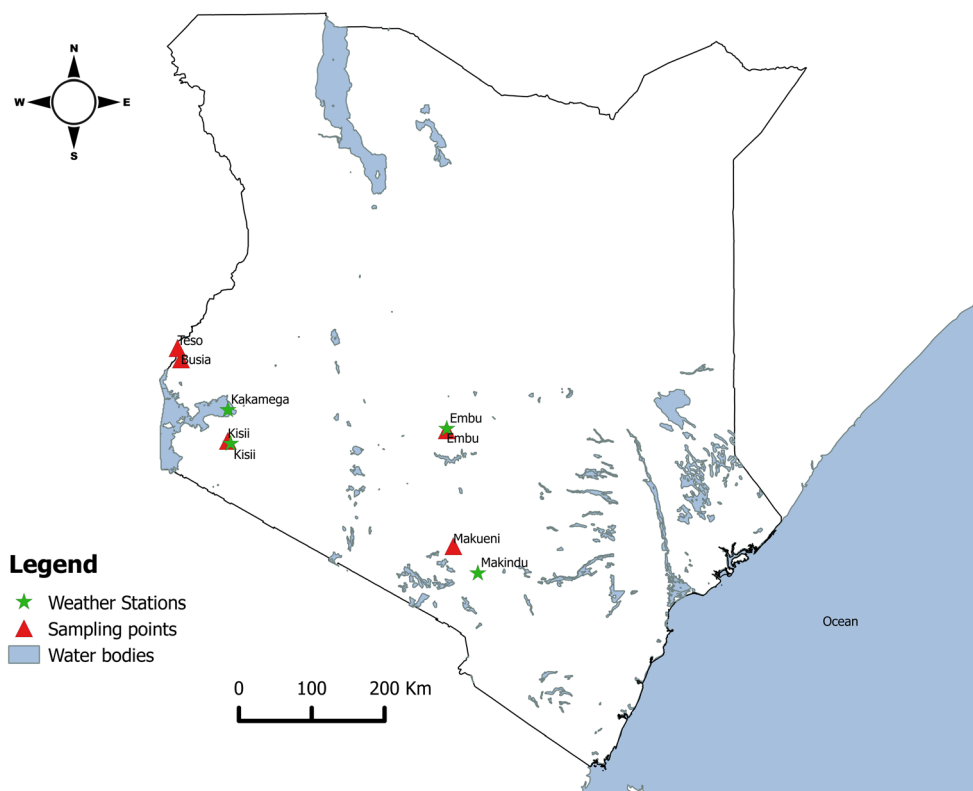 N
W E
S
Teso
Busia
Kakamega
Kisii
Kisii
Embu
Embu
Makueni
Makindu
Legend
Weather Stations
Sampling points
Water bodies
Ocean
0 100 200 Km